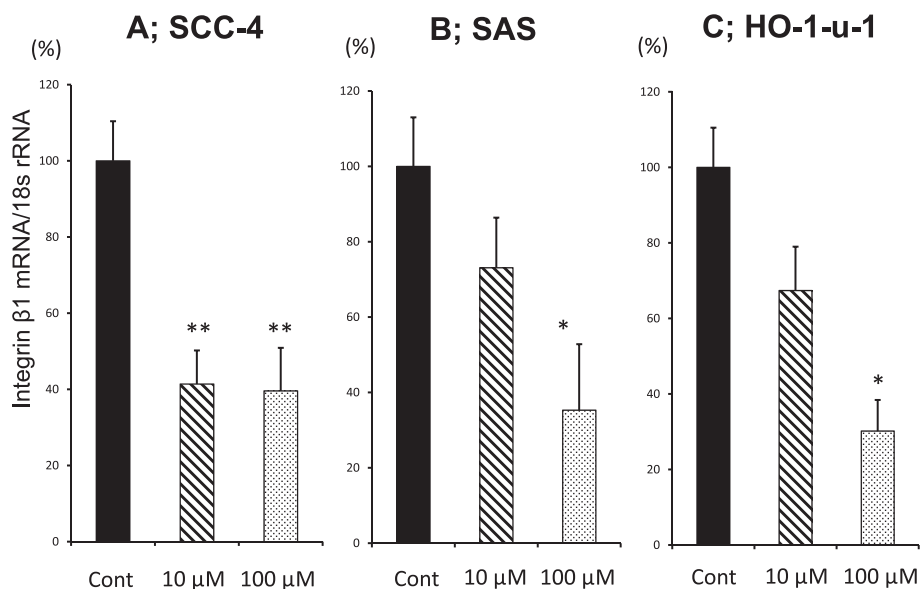 A; SCC-4
B; SAS
C; HO-1-u-1
(%)
(%)
(%)
Integrin β1 mRNA/18s rRNA
120
100
80
60
40
20
0
**
**
Cont
10 μM
100 μM
120
100
80
60
40
20
0
*
Cont
10 μM
100 μM
120
100
80
60
40
20
0
*
Cont
10 μM
100 μM